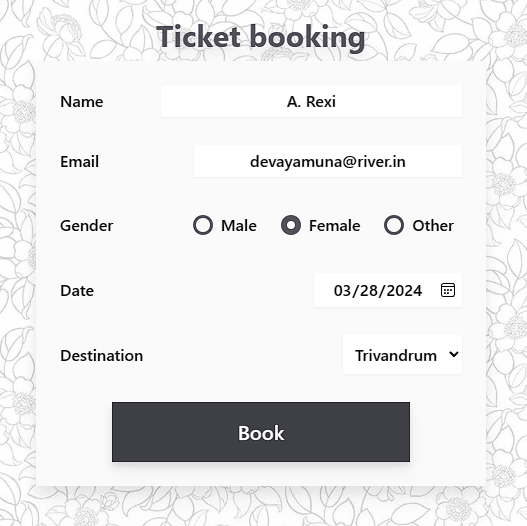 Ticket booking
Name A. Rexi
Email devayamuna@river.in
Gender Male Female Other
Date 03/28/2024
Destination Trivandrum
Book